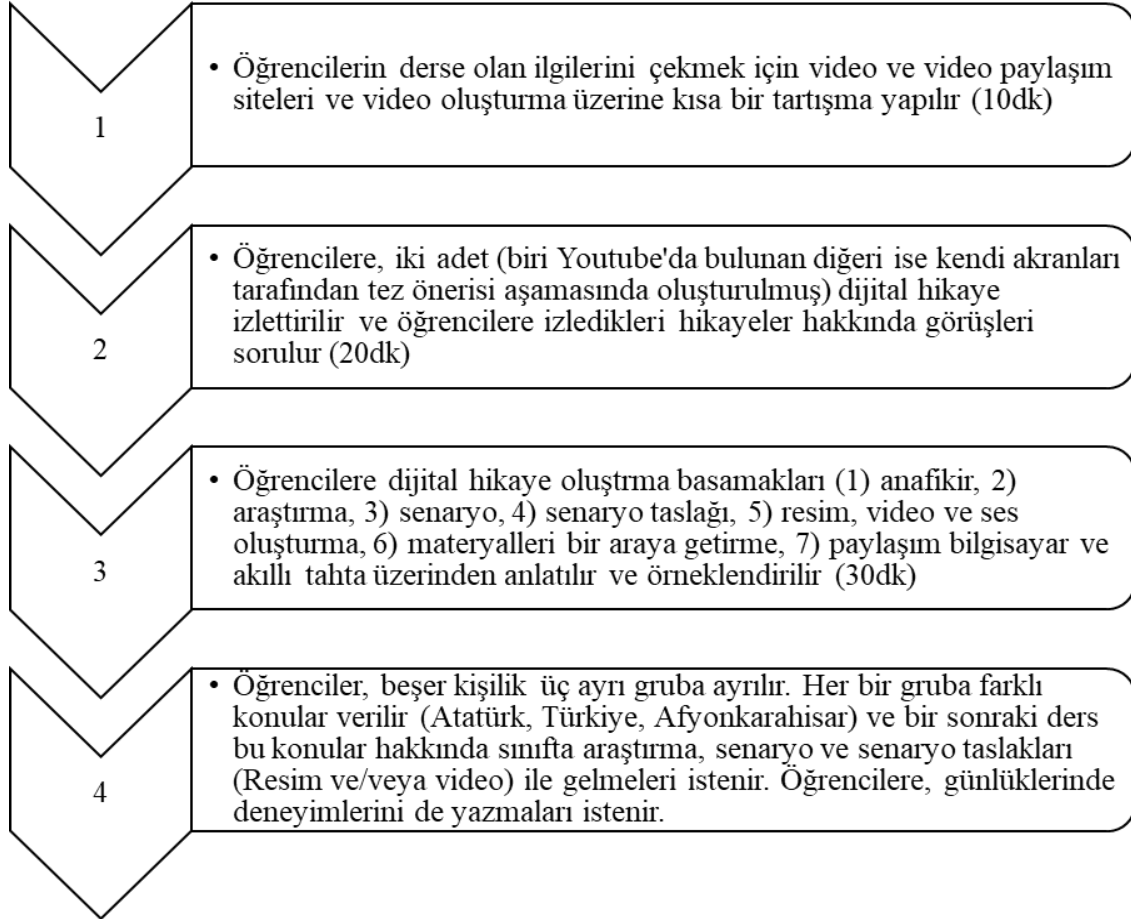 1
• Öğrencilerin derse olan ilgilerini çekmek için video ve video paylaşım
siteleri ve video oluşturma üzerine kısa bir tartışma yapılır (10dk)
2
• Öğrencilere, iki adet (biri Youtube'da bulunan diğeri ise kendi akranları
tarafından tez önerisi aşamasında oluşturulmuş) dijital hikaye
izlettirilir ve öğrencilere izledikleri hikayeler hakkında görüşleri
sorulur (20dk)
3
• Öğrencilere dijital hikaye oluştrma basamakları (1) anafikir, 2)
araştırma, 3) senaryo, 4) senaryo taslağı, 5) resim, video ve ses
oluşturma, 6) materyalleri bir araya getirme, 7) paylaşım bilgisayar ve
akıllı tahta üzerinden anlatılır ve örneklendirilir (30dk)
4
• Öğrenciler, beşer kişilik üç ayrı gruba ayrılır. Her bir gruba farklı
konular verilir (Atatürk, Türkiye, Afyonkarahisar) ve bir sonraki ders
bu konular hakkında sınıfta araştırma, senaryo ve senaryo taslakları
(Resim ve/veya video) ile gelmeleri istenir. Öğrencilere, günlüklerinde
deneyimlerini de yazmaları istenir.